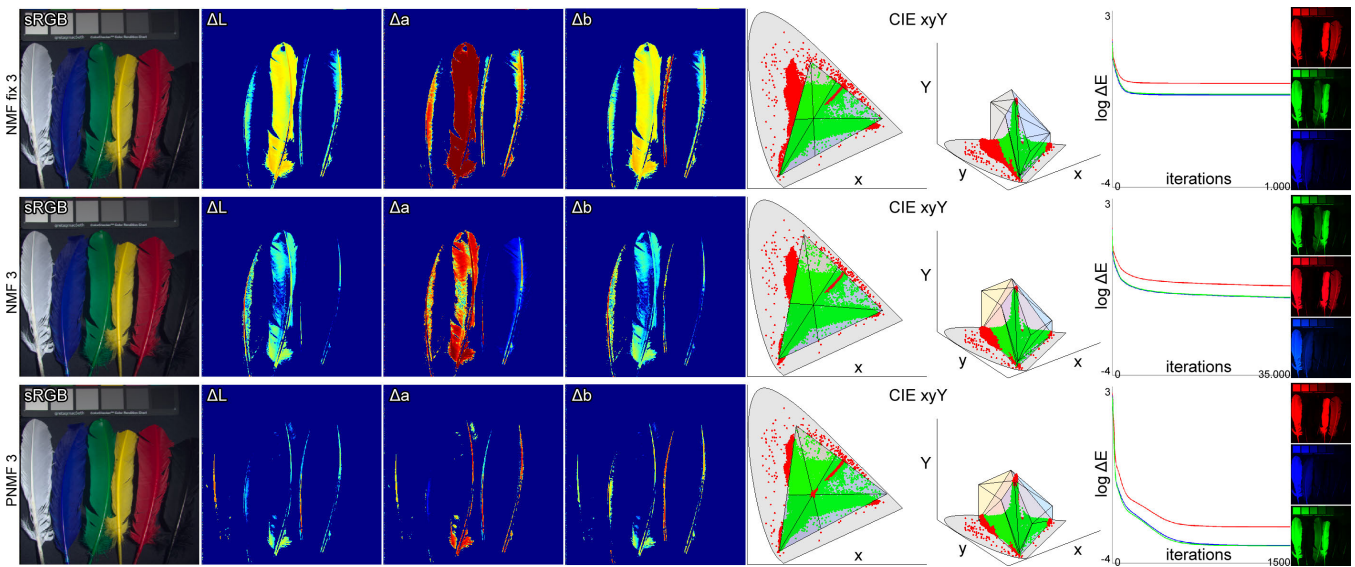 NMF fix 3
sRGB
ΔL
Δa
Δb
CIE xyY
x
Y
y
x
3
log ΔE
-4
0
iterations
1.000
NMF 3
sRGB
ΔL
Δa
Δb
CIE xyY
x
Y
y
x
3
log ΔE
-4
0
iterations
35.000
PNMF 3
sRGB
ΔL
Δa
Δb
CIE xyY
x
Y
y
x
3
log ΔE
-4
0
iterations
1500